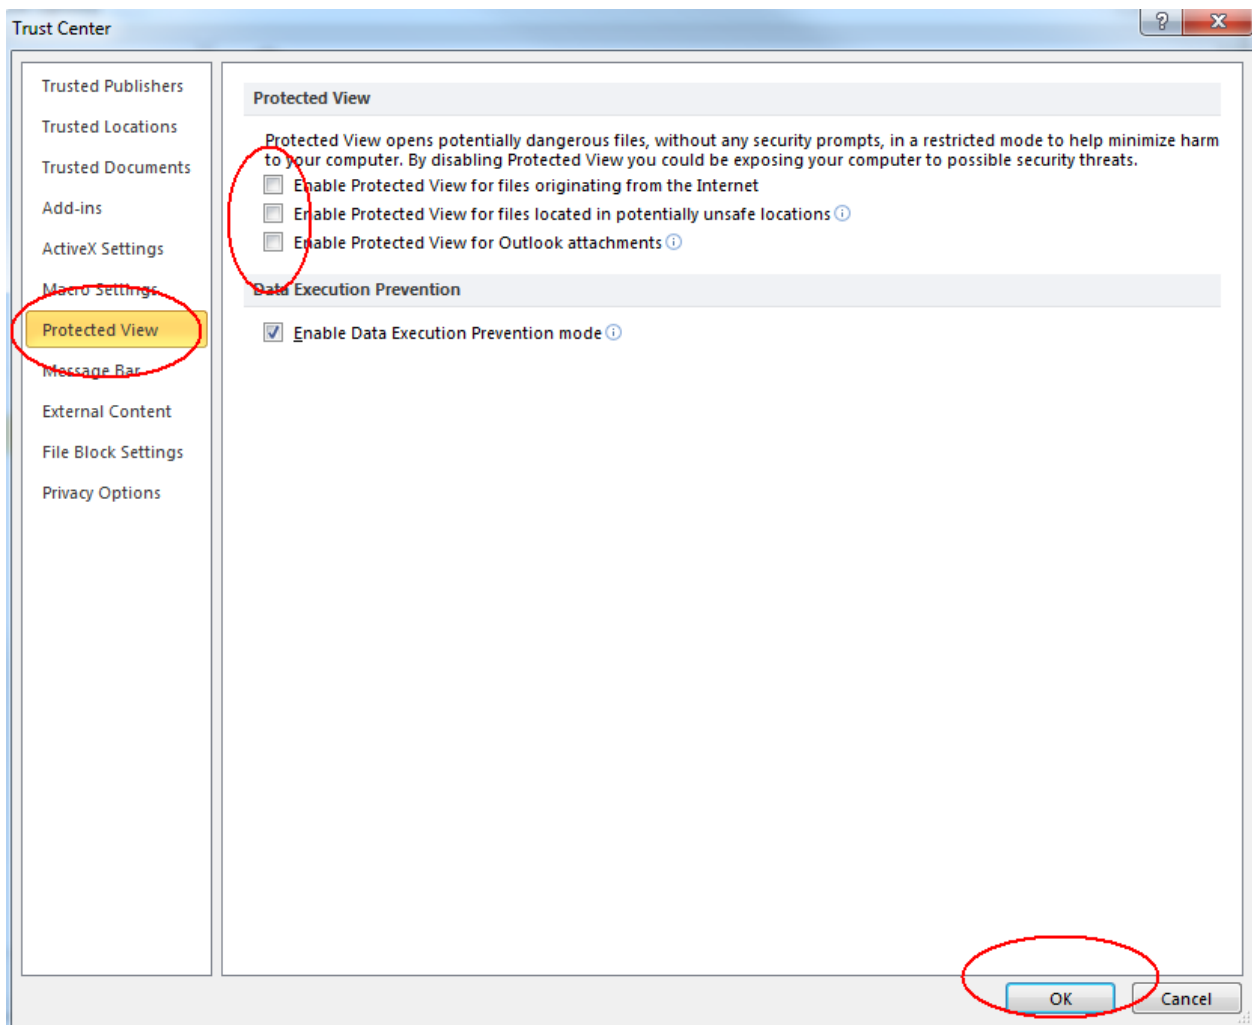 Trust Center
Trusted Publishers
Trusted Locations
Trusted Documents
Add-ins
ActiveX Settings
Macro Settings
Protected View
Message Bar
External Content
File Block Settings
Privacy Options
Protected View
Protected View opens potentially dangerous files, without any security prompts, in a restricted mode to help minimize harm
to your computer. By disabling Protected View you could be exposing your computer to possible security threats.
Enable Protected View for files originating from the Internet
Enable Protected View for files located in potentially unsafe locations
Enable Protected View for Outlook attachments
Data Execution Prevention
Enable Data Execution Prevention mode
OK
Cancel